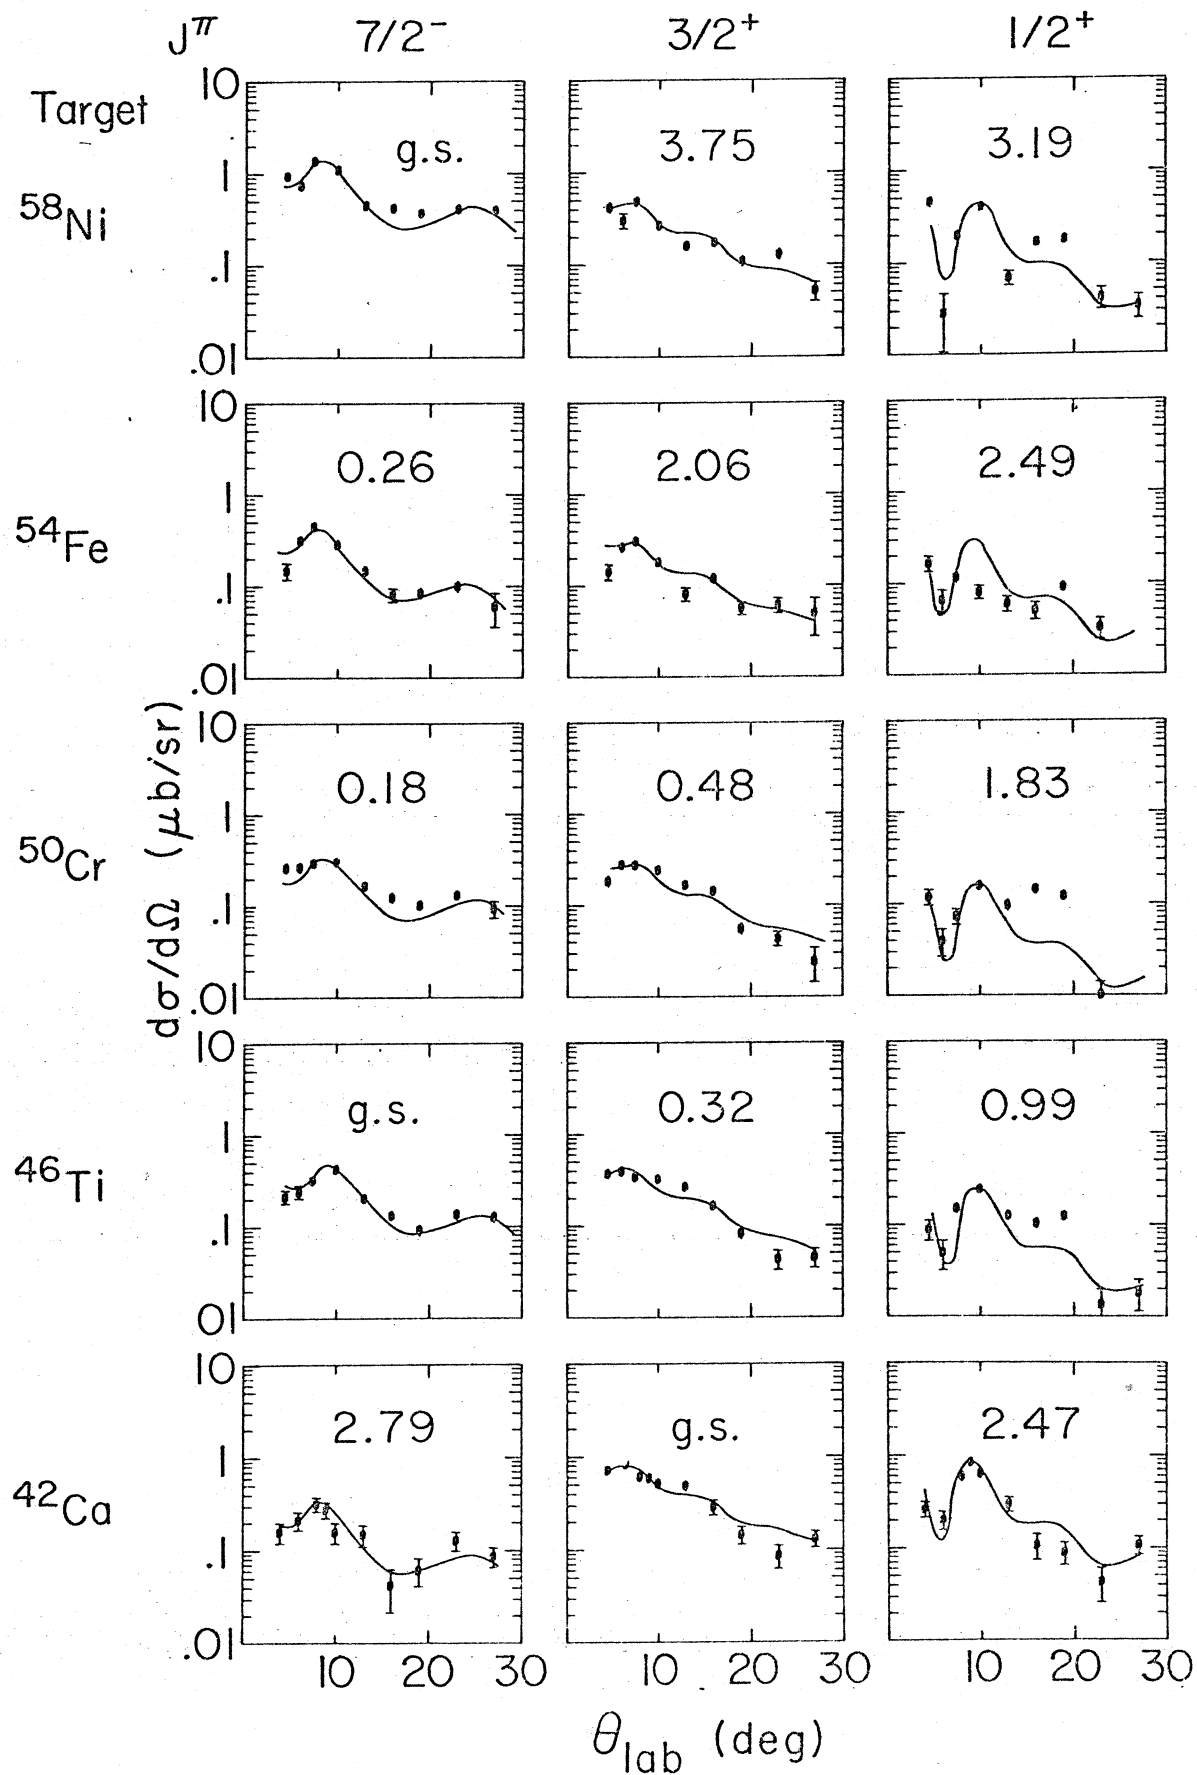 J^π 7/2⁻ 3/2⁺ 1/2⁺
Target
⁵⁸Ni
10
1
.1
.01
g.s.
3.75
3.19
⁵⁴Fe
10
1
.1
.01
0.26
2.06
2.49
⁵⁰Cr
10
1
.1
.01
0.18
0.48
1.83
dσ/dΩ (μb/sr)
⁴⁶Ti
10
1
.1
.01
g.s.
0.32
0.99
⁴²Ca
10
1
.1
.01
2.79
g.s.
2.47
10 20 30 10 20 30 10 20 30
θlab (deg)